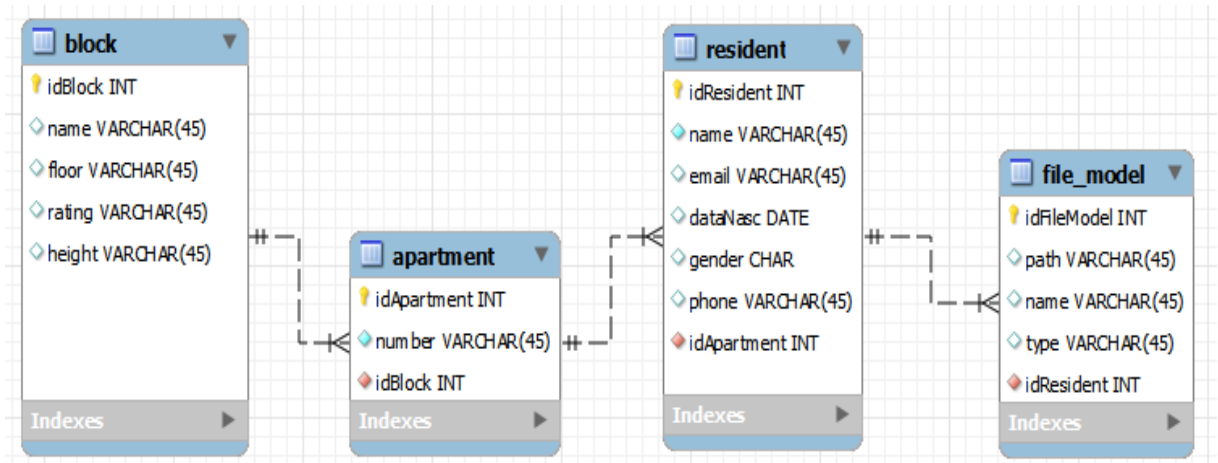 block
idBlock INT
name VARCHAR(45)
floor VARCHAR(45)
rating VARCHAR(45)
height VARCHAR(45)
Indexes
apartment
idApartment INT
number VARCHAR(45)
idBlock INT
Indexes
resident
idResident INT
name VARCHAR(45)
email VARCHAR(45)
dataNasc DATE
gender CHAR
phone VARCHAR(45)
idApartment INT
Indexes
file_model
idFileModel INT
path VARCHAR(45)
name VARCHAR(45)
type VARCHAR(45)
idResident INT
Indexes